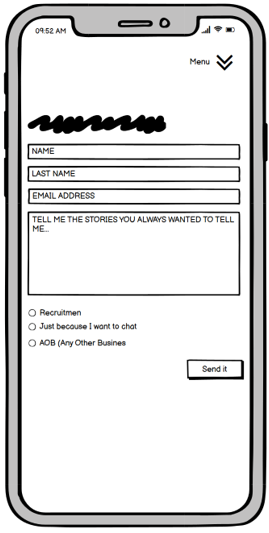 09:52 AM
Menu
NAME
LAST NAME
EMAIL ADDRESS
TELL ME THE STORIES YOU ALWAYS WANTED TO TELL
ME...
Recruitmen
Just because I want to chat
AOB (Any Other Busines
Send it